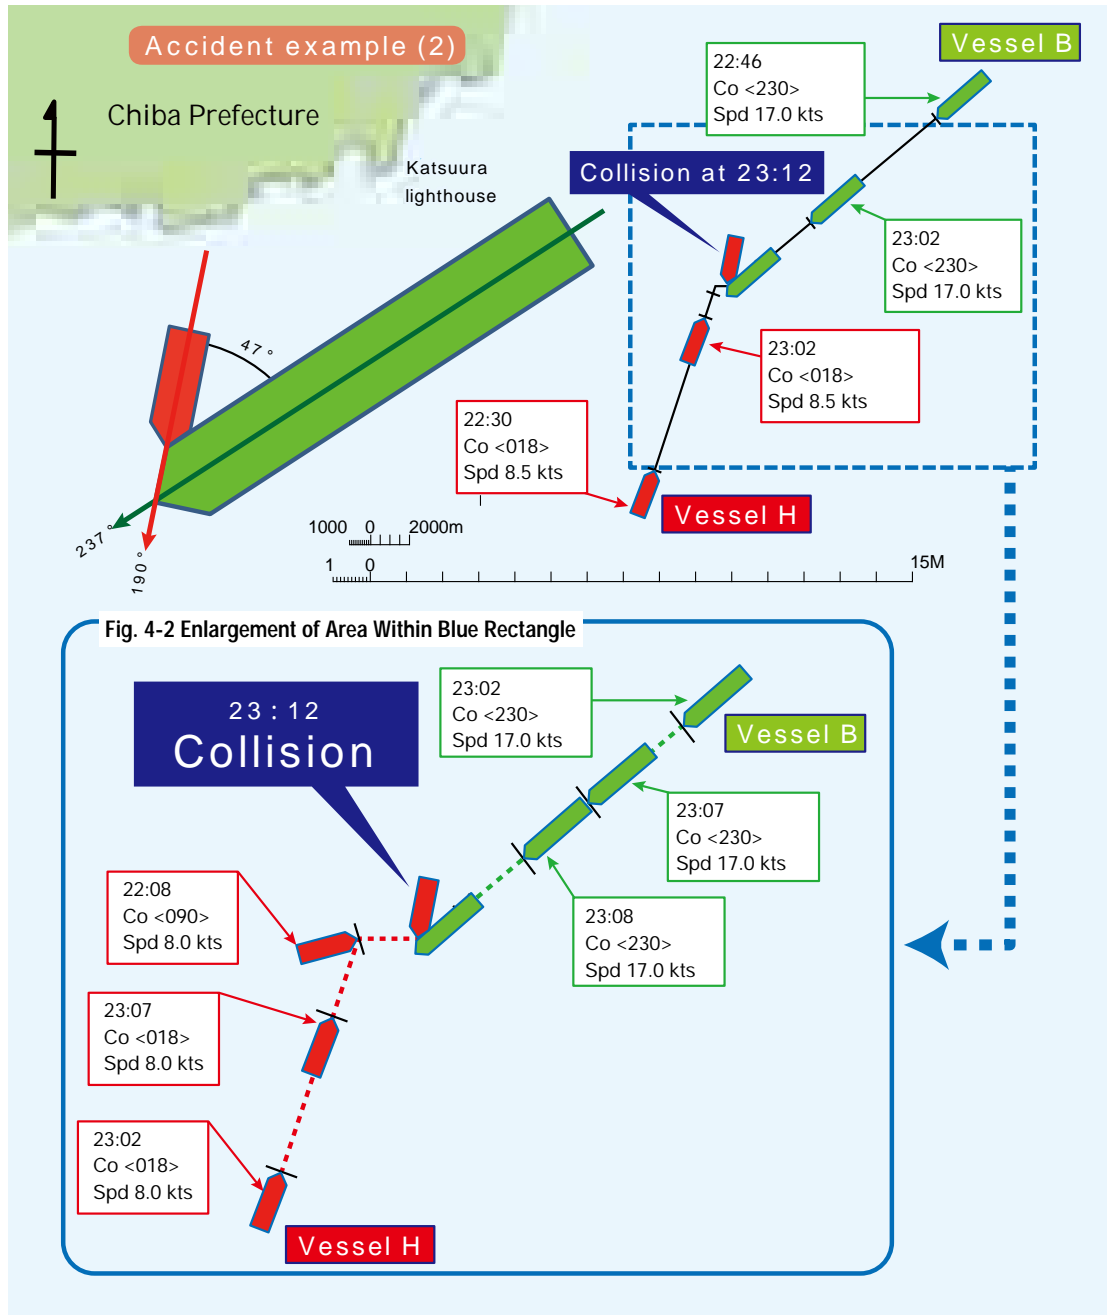 Accident example (2)
Chiba Prefecture
Katsuura
lighthouse
Vessel B
22:46
Co <230>
Spd 17.0 kts
Collision at 23:12
23:02
Co <230>
Spd 17.0 kts
23:02
Co <018>
Spd 8.5 kts
22:30
Co <018>
Spd 8.5 kts
Vessel H
47°
237°
190°
1000 0 2000m
1 0 15M
Fig. 4-2 Enlargement of Area Within Blue Rectangle
23:12
Collision
23:02
Co <230>
Spd 17.0 kts
Vessel B
23:07
Co <230>
Spd 17.0 kts
23:08
Co <230>
Spd 17.0 kts
22:08
Co <090>
Spd 8.0 kts
23:07
Co <018>
Spd 8.0 kts
23:02
Co <018>
Spd 8.0 kts
Vessel H